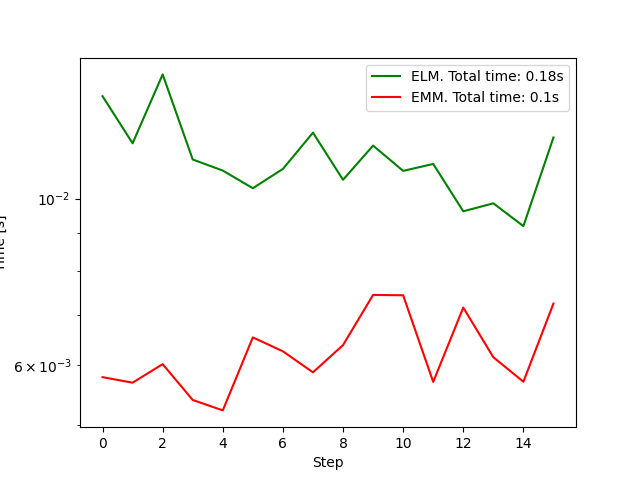 ELM. Total time: 0.18s
EMM. Total time: 0.1s
10⁻²
6 × 10⁻³
0 2 4 6 8 10 12 14
Step